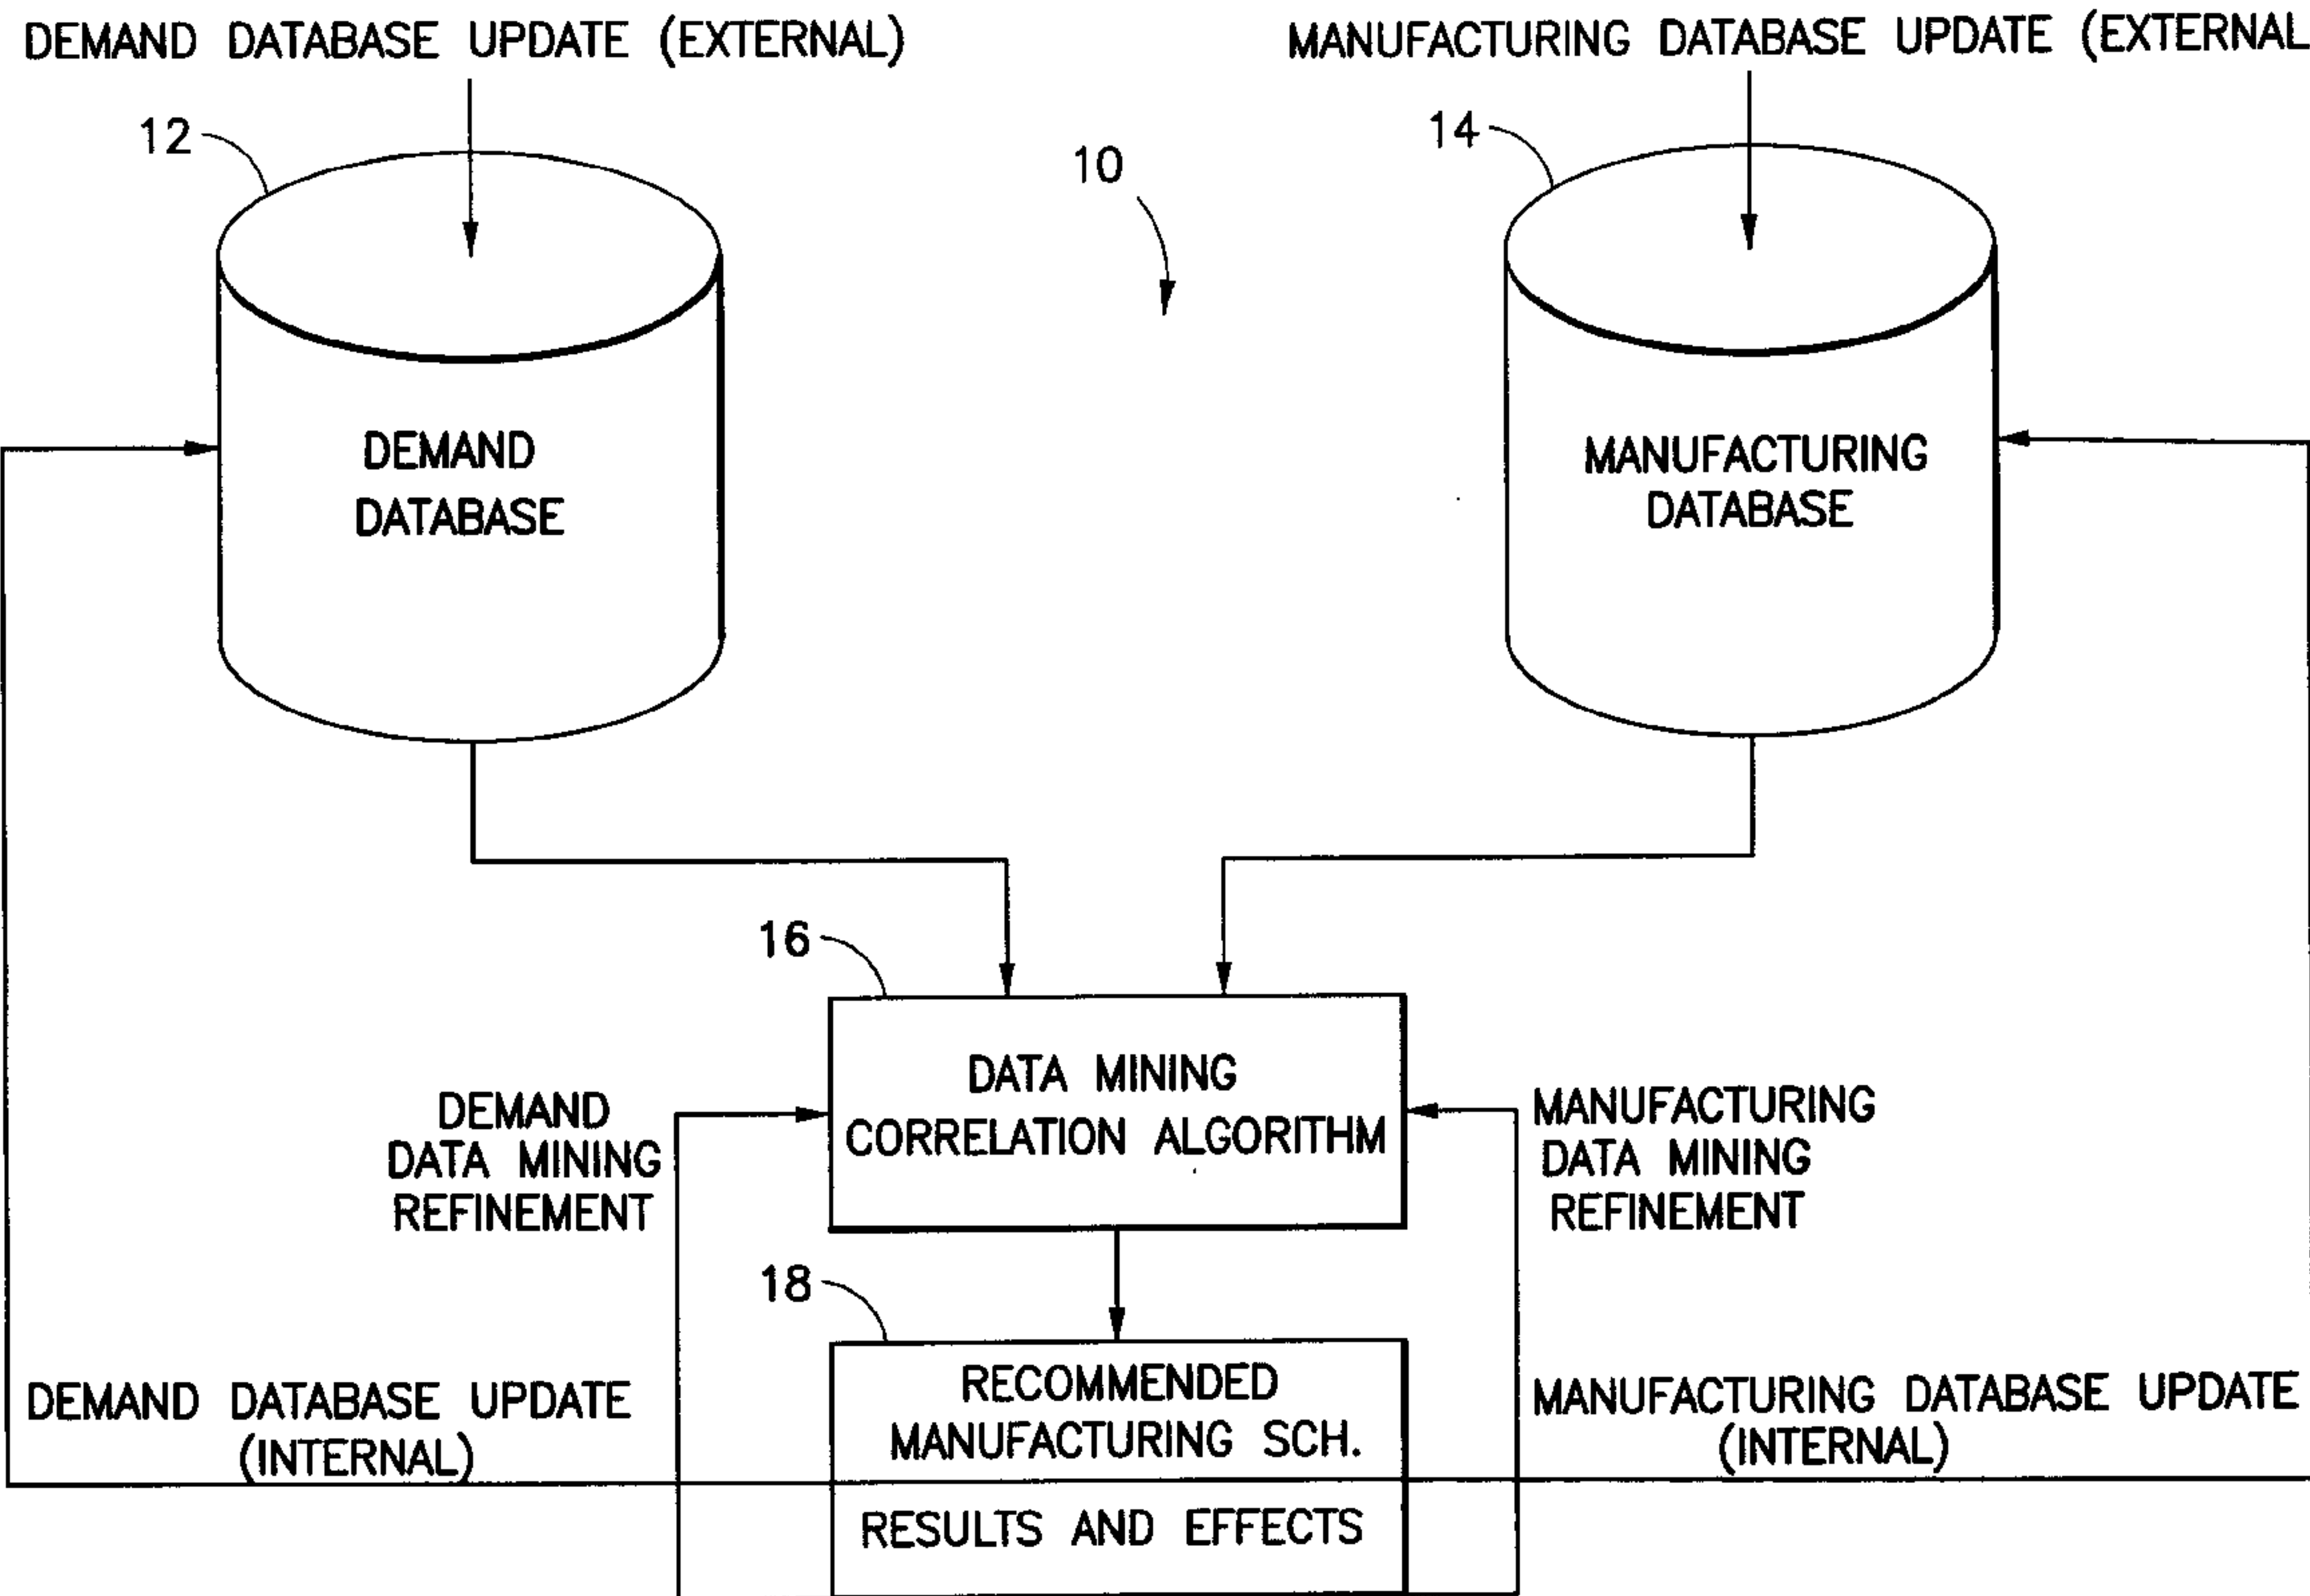 DEMAND DATABASE UPDATE (EXTERNAL)
MANUFACTURING DATABASE UPDATE (EXTERNAL
12
10
14
DEMAND
DATABASE
MANUFACTURING
DATABASE
16
DATA MINING
CORRELATION ALGORITHM
DEMAND
DATA MINING
REFINEMENT
MANUFACTURING
DATA MINING
REFINEMENT
18
RECOMMENDED
MANUFACTURING SCH.
DEMAND DATABASE UPDATE
(INTERNAL)
MANUFACTURING DATABASE UPDATE
(INTERNAL)
RESULTS AND EFFECTS